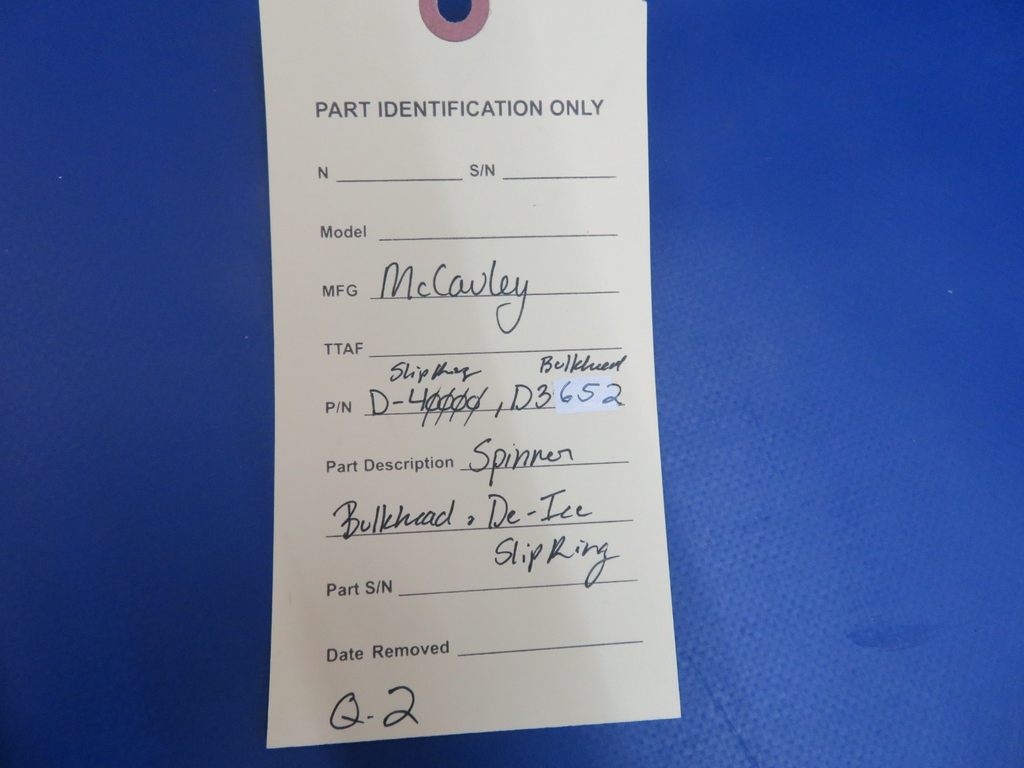 PART IDENTIFICATION ONLY
N S/N
Model
MFG McCauley
TTAF
Slip Ring Bulkhead
P/N D-40000, D3652
Part Description Spinner
Bulkhead, De-Ice
Slip Ring
Part S/N
Date Removed
Q-2